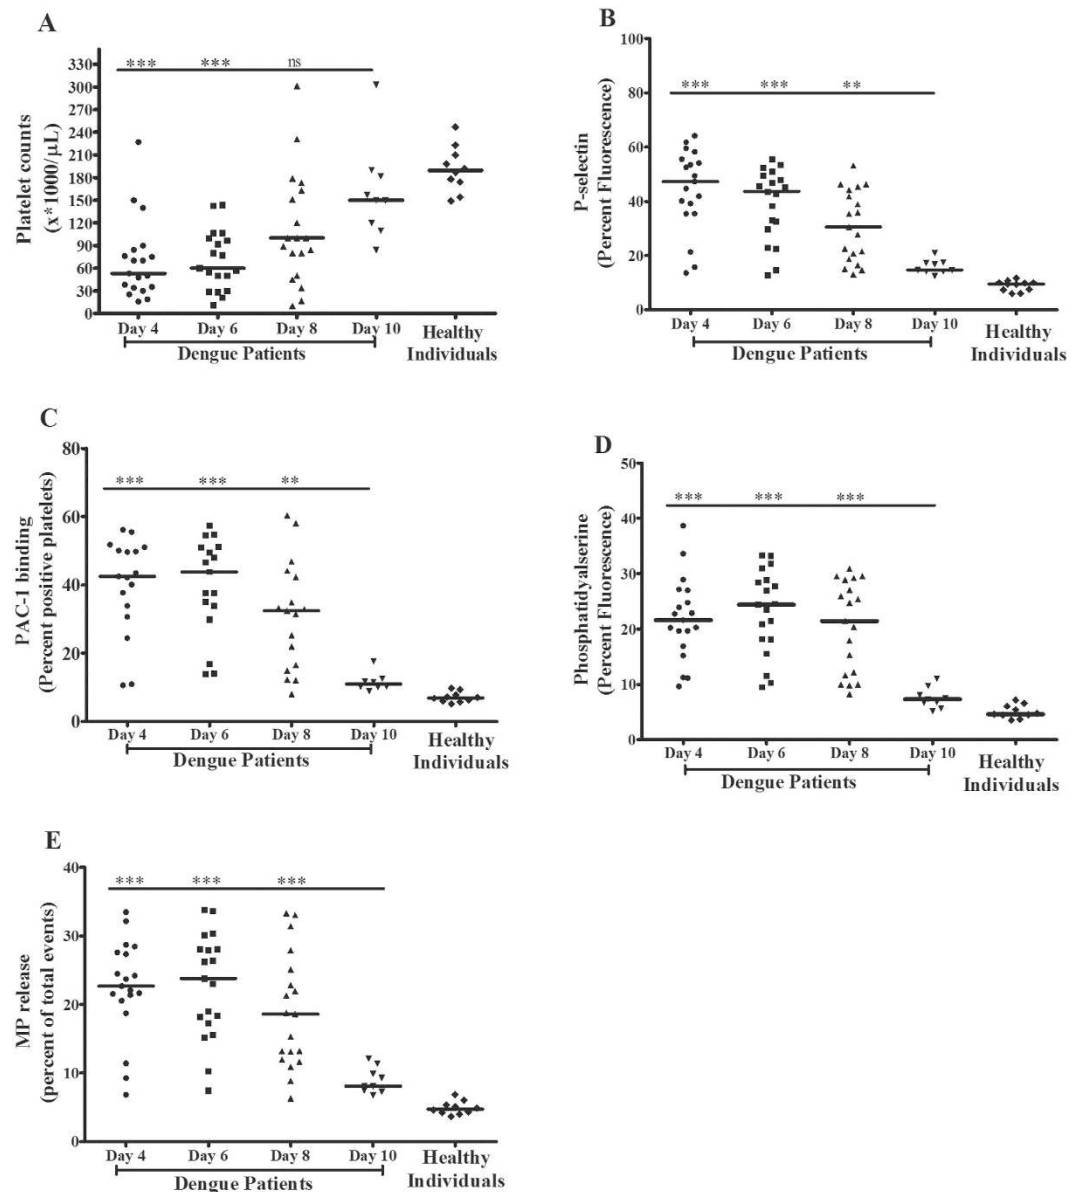 A
Platelet counts
(x*1000/µL)
330
300
270
240
210
180
150
120
90
60
30
0
*** *** ns
Day 4 Day 6 Day 8 Day 10
Dengue Patients
Healthy
Individuals
B
P-selectin
(Percent Fluorescence)
100
80
60
40
20
0
*** *** **
Day 4 Day 6 Day 8 Day 10
Dengue Patients
Healthy
Individuals
C
PAC-1 binding
(Percent positive platelets)
80
60
40
20
0
*** *** **
Day 4 Day 6 Day 8 Day 10
Dengue Patients
Healthy
Individuals
D
Phosphatidyalserine
(Percent Fluorescence)
50
40
30
20
10
0
*** *** ***
Day 4 Day 6 Day 8 Day 10
Dengue Patients
Healthy
Individuals
E
MP release
(percent of total events)
40
30
20
10
0
*** *** ***
Day 4 Day 6 Day 8 Day 10
Dengue Patients
Healthy
Individuals